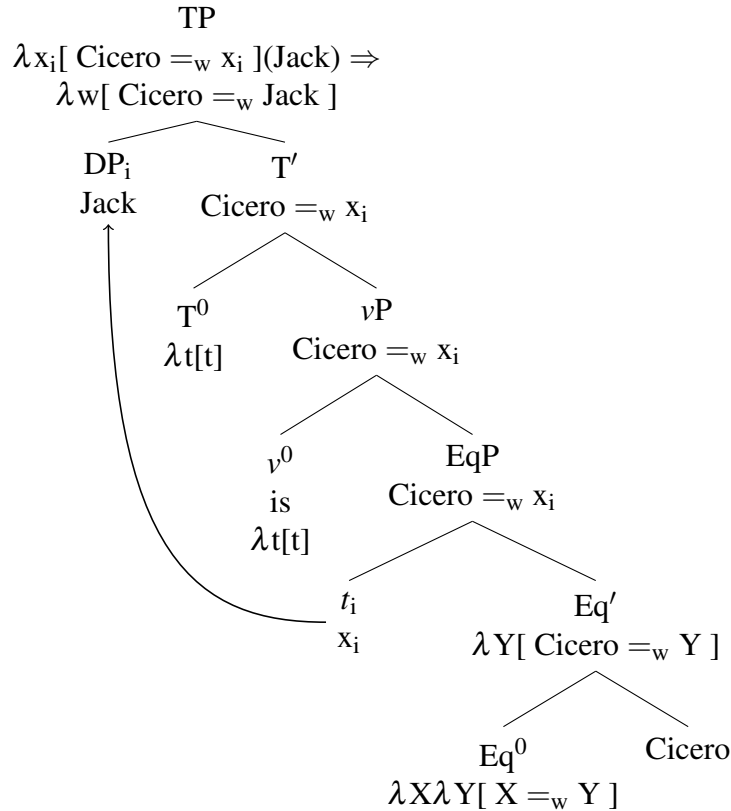 TP
λxᵢ[ Cicero =w xᵢ ](Jack) ⇒
λw[ Cicero =w Jack ]
DPᵢ
Jack
T′
Cicero =w xᵢ
T⁰
λt[t]
vP
Cicero =w xᵢ
v⁰
is
λt[t]
EqP
Cicero =w xᵢ
tᵢ
xᵢ
Eq′
λY[ Cicero =w Y ]
Eq⁰
λXλY[ X =w Y ]
Cicero